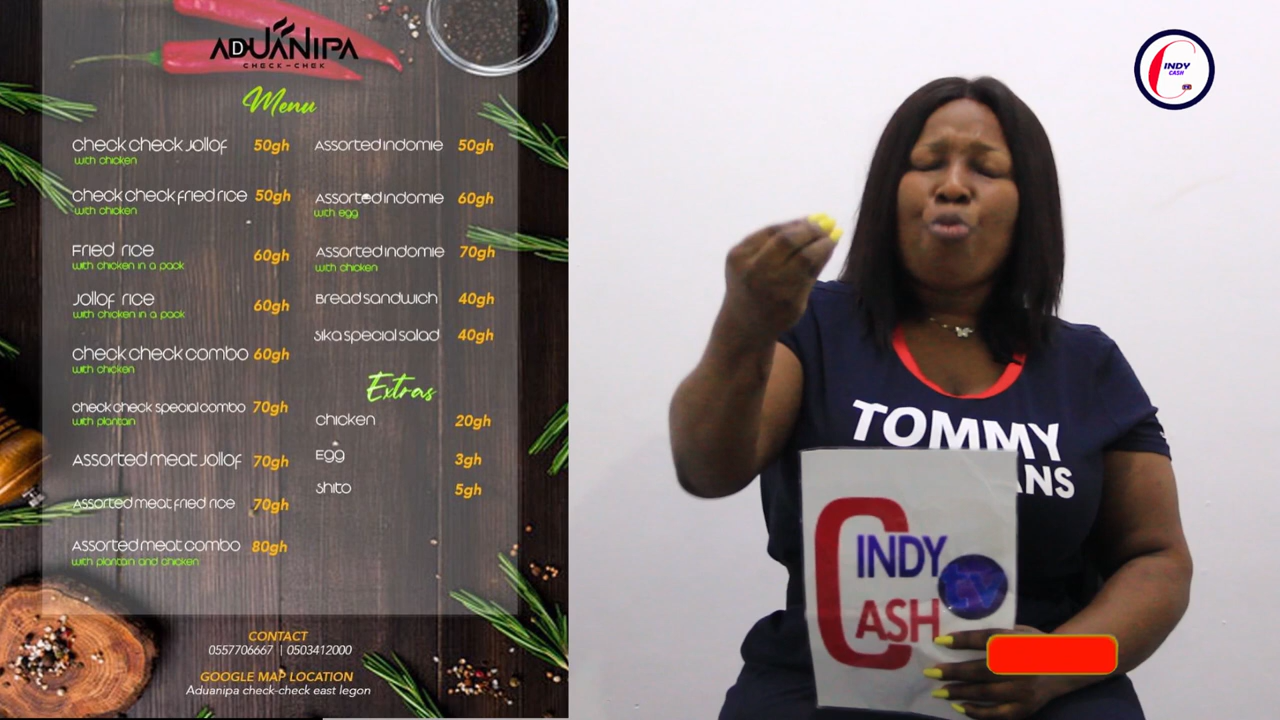 ADUANIPA
CHECK-CHEK
Menu
check check Jollof 50gh
with chicken
check check fried rice 50gh
with chicken
Fried rice 60gh
with chicken in a pack
Jollof rice 60gh
with chicken in a pack
check check combo 60gh
with chicken
check check special combo 70gh
with plantain
Assorted meat Jollof 70gh
Assorted meat fried rice 70gh
Assorted meat combo 80gh
with plantain and chicken
Assorted indomie 50gh
Assorted indomie 60gh
with egg
Assorted indomie 70gh
with chicken
Bread sandwich 40gh
Sika special salad 40gh
Extras
chicken 20gh
Egg 3gh
Shito 5gh
CONTACT
0557706667 | 0503412000
GOOGLE MAP LOCATION
Aduanipa check-check east legon
CINDY
CASH
TV
TOMMY
ANS
CINDY
CASH
TV